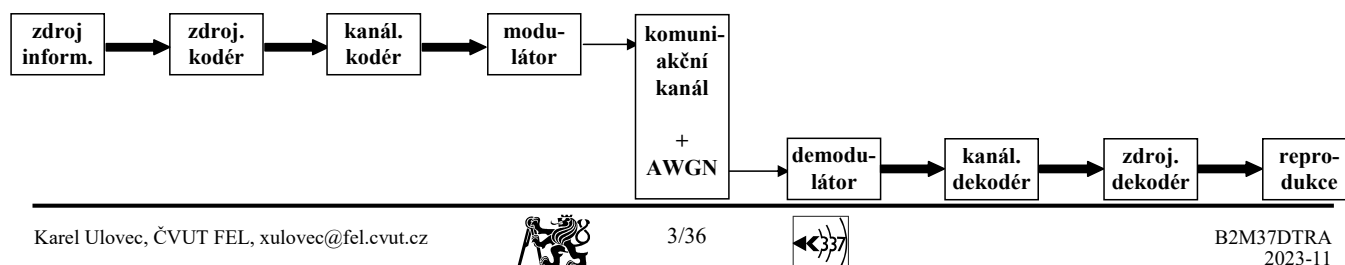 zdroj
inform.
zdroj.
kodér
kanál.
kodér
modu-
látor
komuni-
akční
kanál
+
AWGN
demodu-
látor
kanál.
dekodér
zdroj.
dekodér
repro-
dukce
Karel Ulovec, ČVUT FEL, xulovec@fel.cvut.cz
3/36
337
B2M37DTRA
2023-11